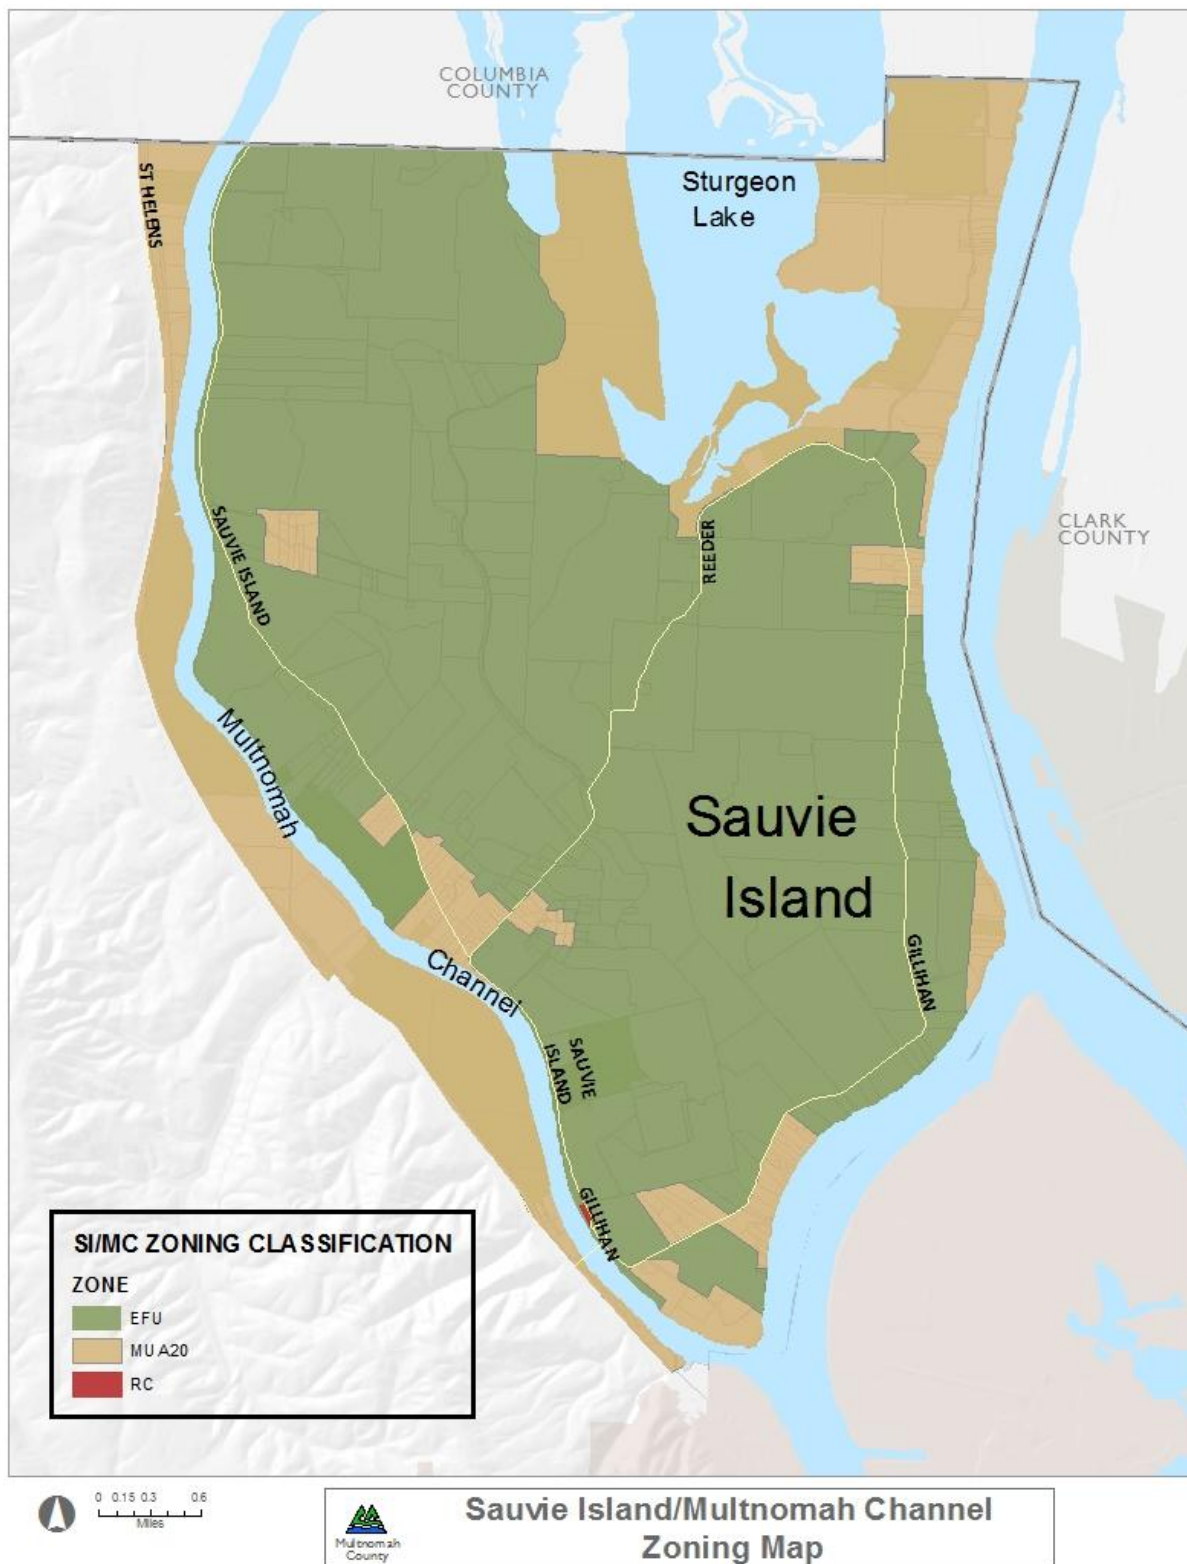 COLUMBIA
COUNTY
ST HELENS
Sturgeon
Lake
CLARK
COUNTY
SAUVIE ISLAND
REEDER
Multnomah
Channel
Sauvie
Island
GILLIHAN
SAUVIE
ISLAND
GILLIHAN
SI/MC ZONING CLASSIFICATION
ZONE
EFU
MUA20
RC
0 0.15 0.3 0.6
Miles
Multnomah
County
Sauvie Island/Multnomah Channel
Zoning Map